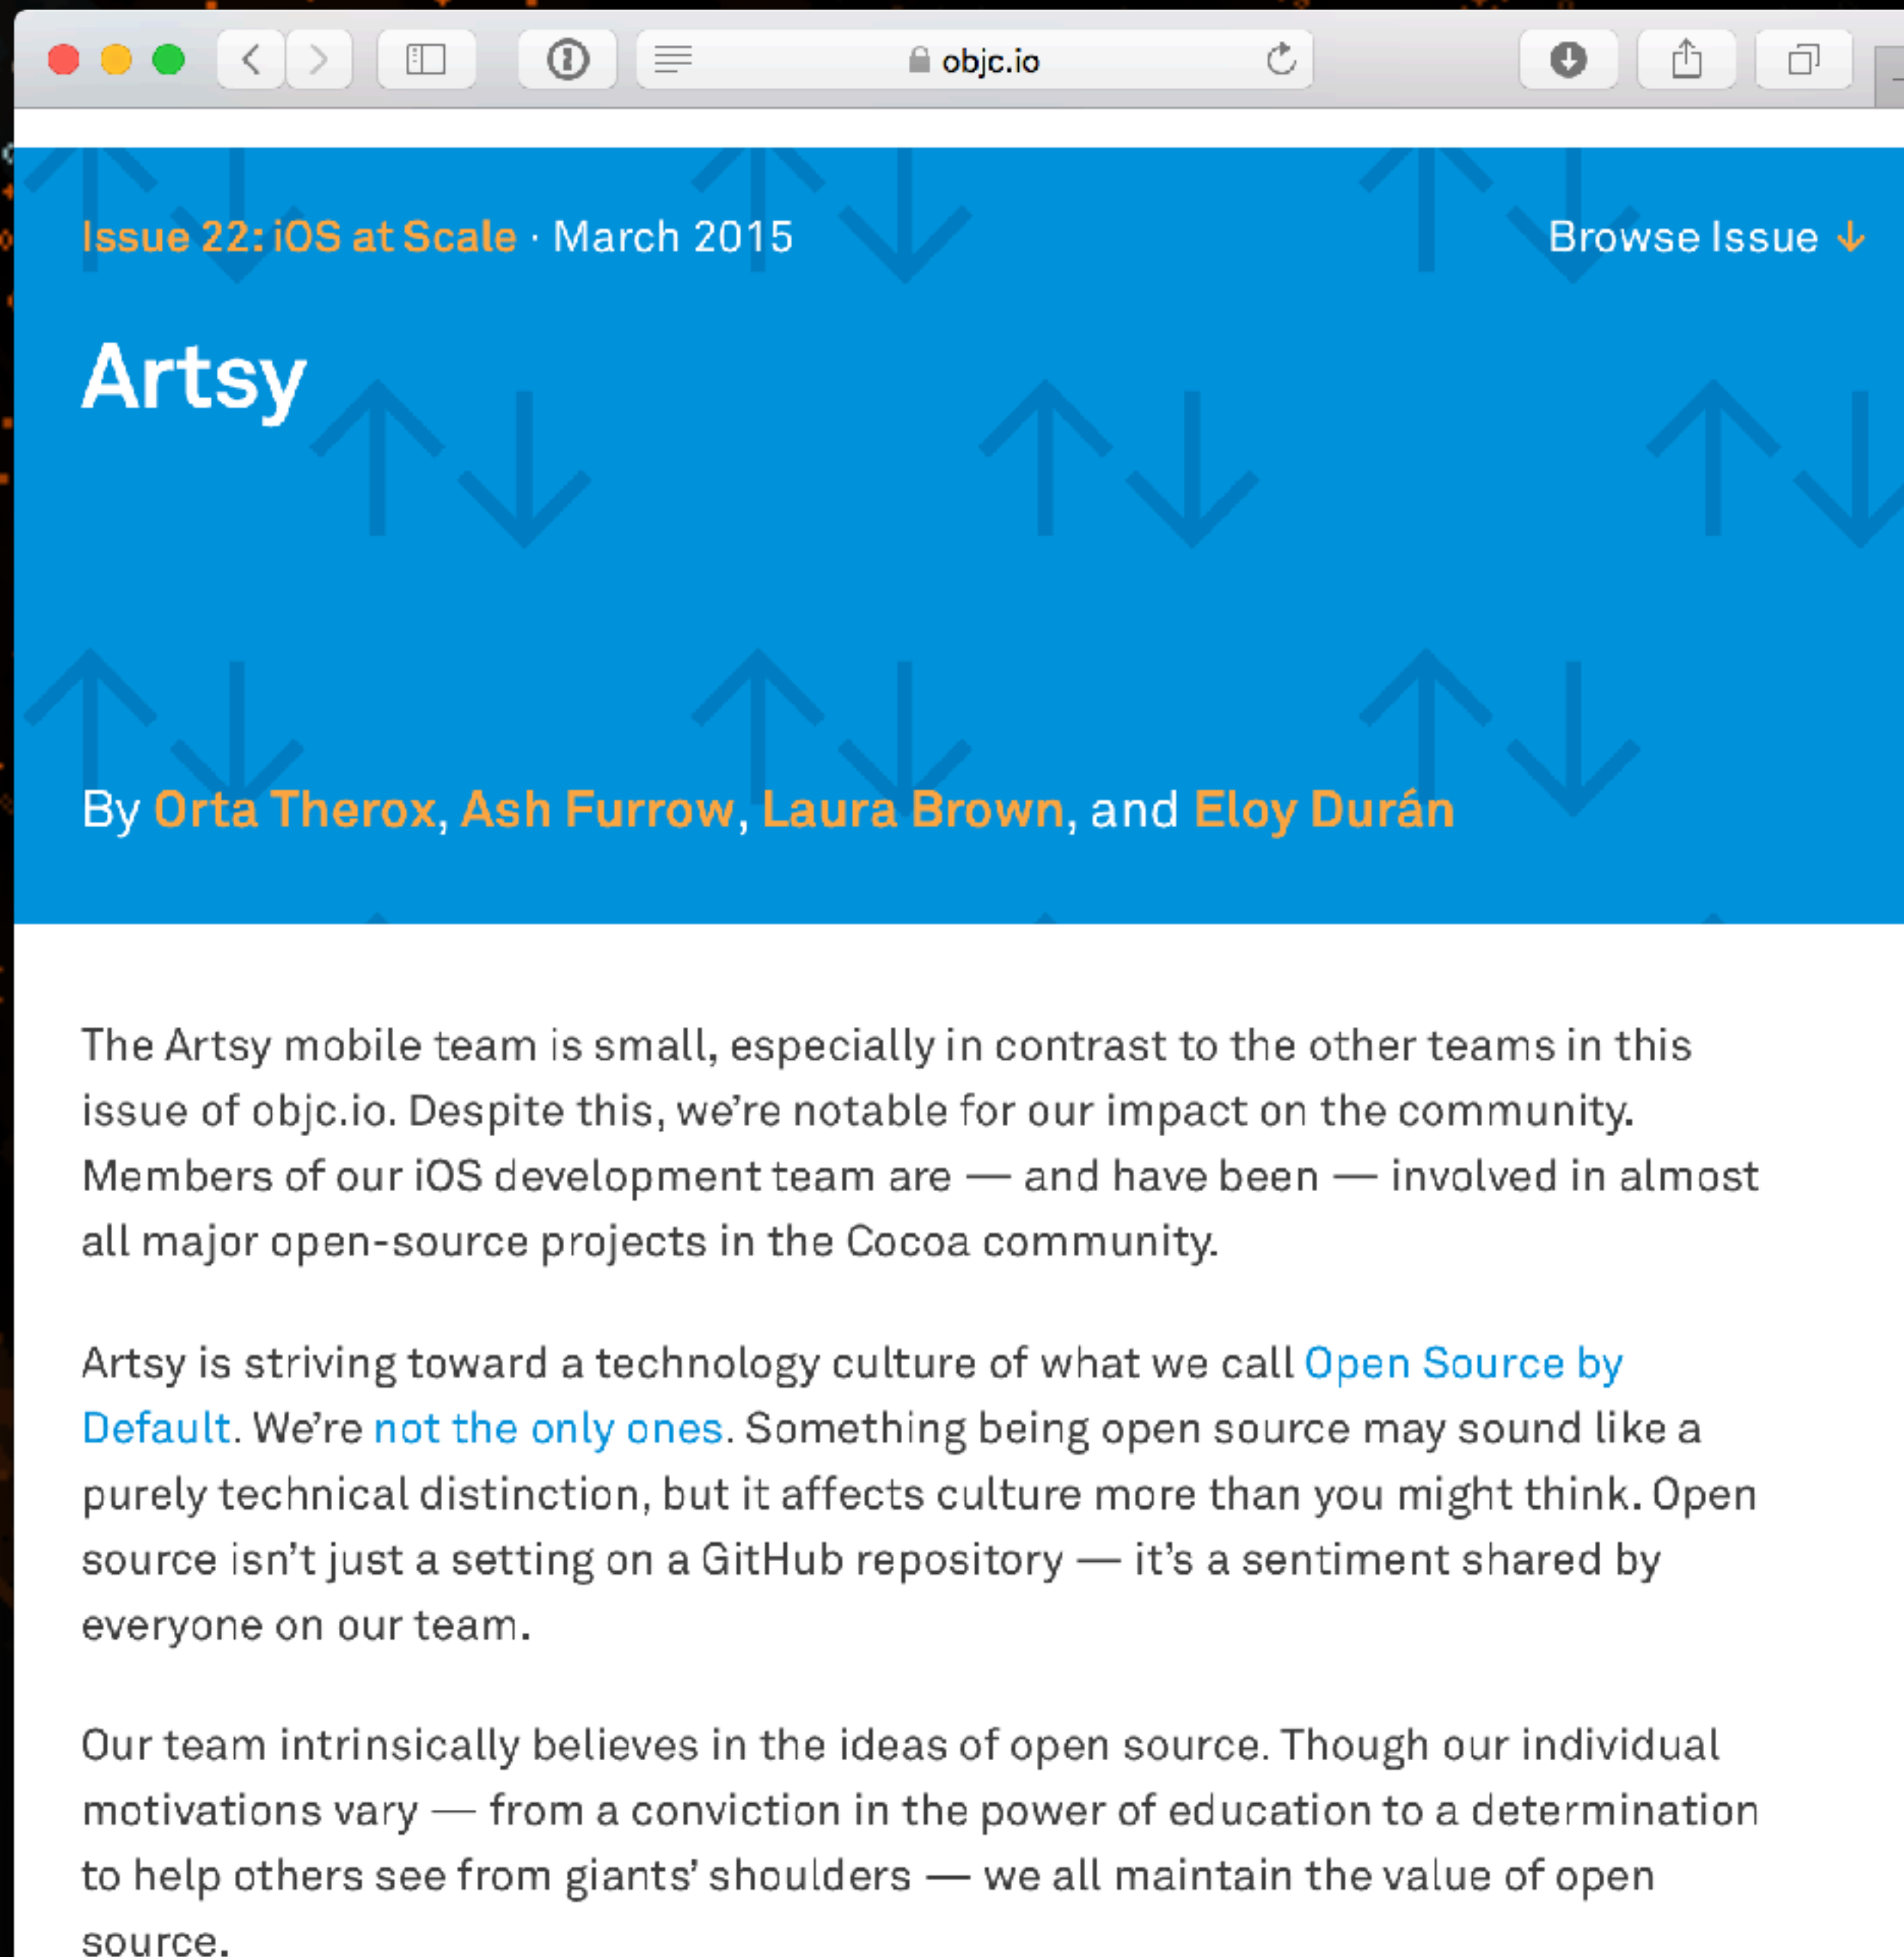 objc.io
Issue 22: iOS at Scale · March 2015
Browse Issue ↓
Artsy
By Orta Therox, Ash Furrow, Laura Brown, and Eloy Durán
The Artsy mobile team is small, especially in contrast to the other teams in this
issue of objc.io. Despite this, we’re notable for our impact on the community.
Members of our iOS development team are — and have been — involved in almost
all major open-source projects in the Cocoa community.
Artsy is striving toward a technology culture of what we call Open Source by
Default. We’re not the only ones. Something being open source may sound like a
purely technical distinction, but it affects culture more than you might think. Open
source isn’t just a setting on a GitHub repository — it’s a sentiment shared by
everyone on our team.
Our team intrinsically believes in the ideas of open source. Though our individual
motivations vary — from a conviction in the power of education to a determination
to help others see from giants’ shoulders — we all maintain the value of open
source.